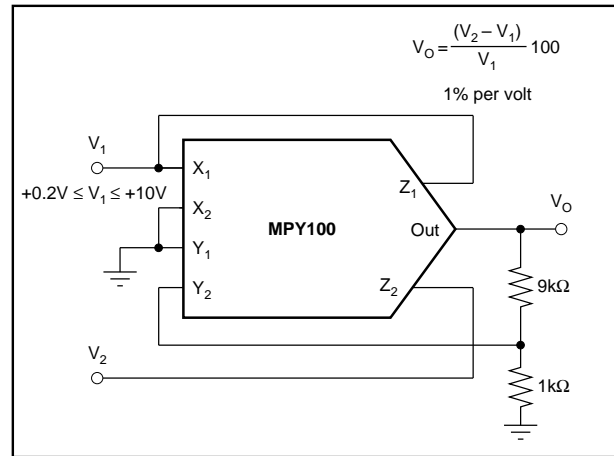 V_O = (V_2 – V_1) / V_1 100
1% per volt
V_1
+0.2V ≤ V_1 ≤ +10V
X_1
X_2
Y_1
Y_2
MPY100
Z_1
Out
Z_2
V_O
9kΩ
V_2
1kΩ